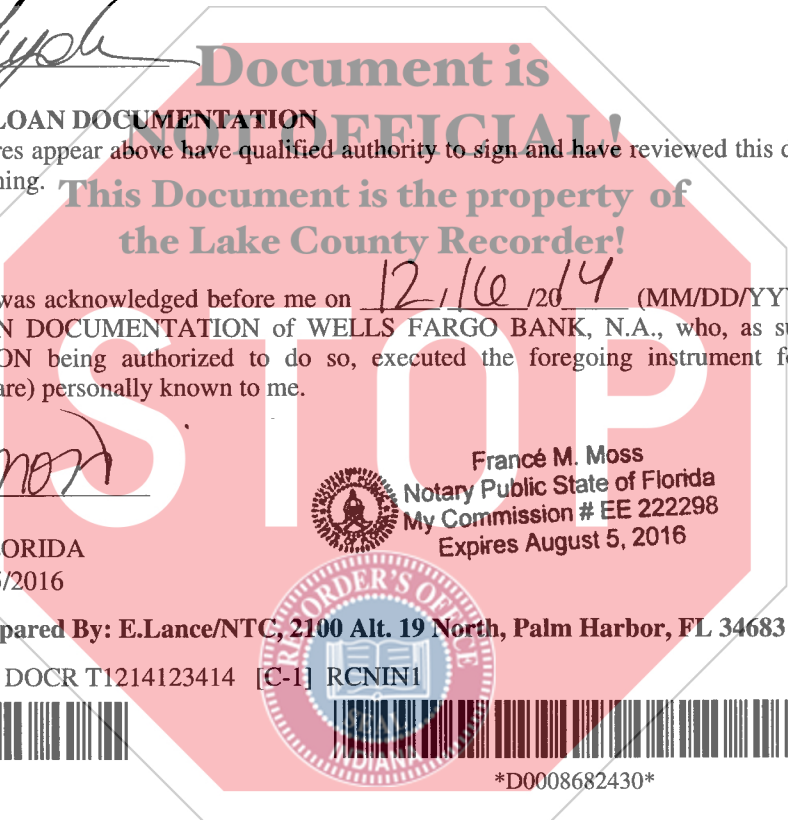 Document is
LOAN DOCUMENTATION
NOT OFFICIAL!
res appear above have qualified authority to sign and have reviewed this
ning.
This Document is the property of
the Lake County Recorder!
was acknowledged before me on 12/16/2014 (MM/DD/YY
N DOCUMENTATION of WELLS FARGO BANK, N.A., who, as su
ON being authorized to do so, executed the foregoing instrument f
are) personally known to me.
STOP
Francé M. Moss
Notary Public State of Florida
My Commission # EE 222298
Expires August 5, 2016
LORIDA
5/2016
RECORDER'S OFFICE
pared By: E.Lance/NTC, 2100 Alt. 19 North, Palm Harbor, FL 34683
DOCR T1214123414 [C-1] RCNIN1
SEAL
INDIANA
*D0008682430*